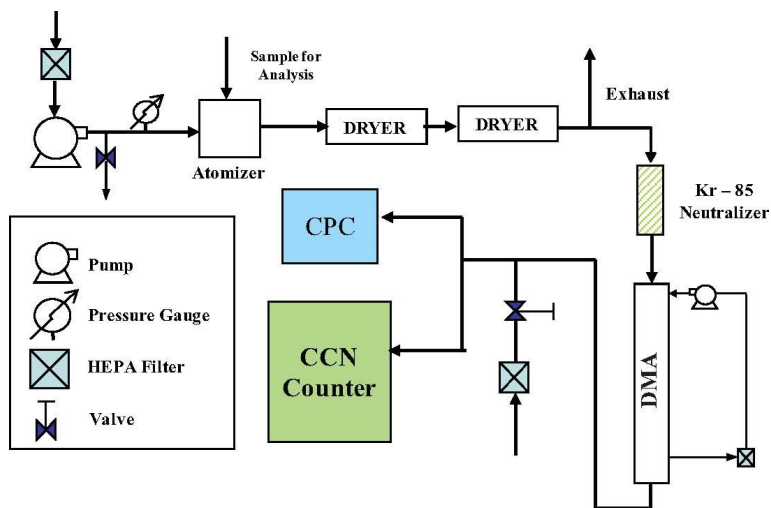 Sample for
Analysis
Exhaust
DRYER
DRYER
Atomizer
Kr – 85
Neutralizer
CPC
Pump
Pressure Gauge
HEPA Filter
Valve
CCN
Counter
DMA